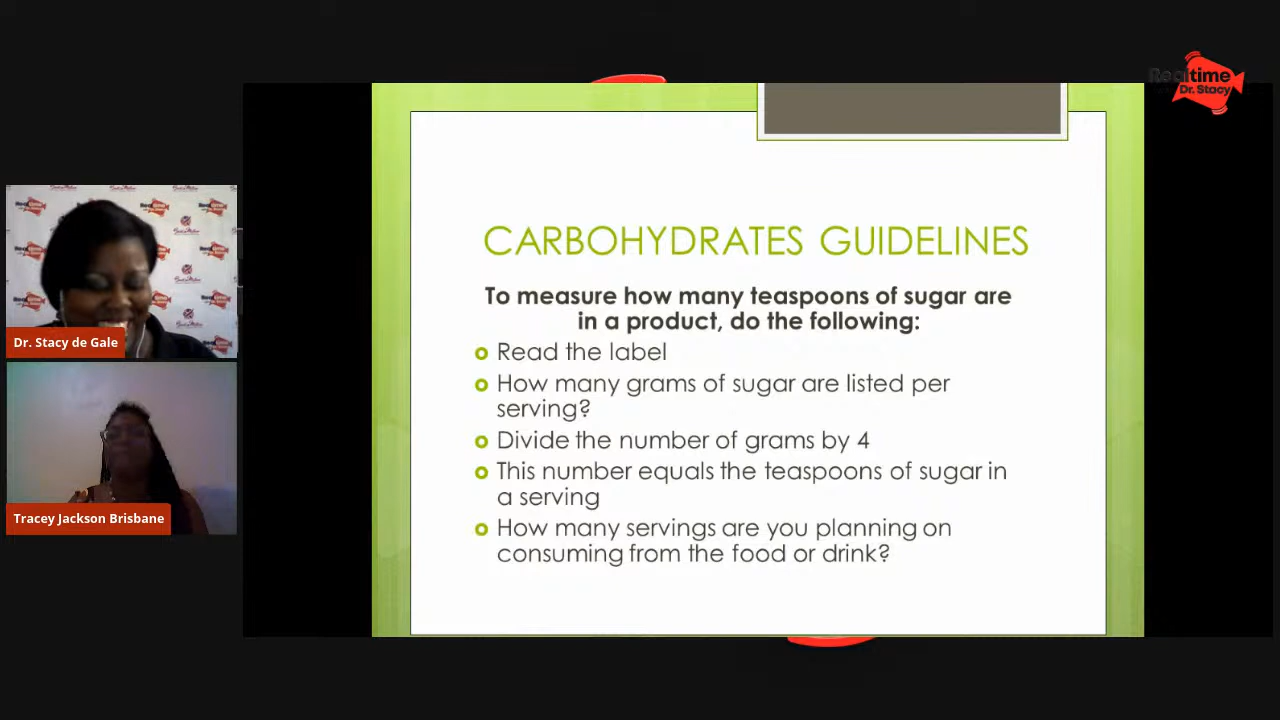 Realtime
Dr. Stacy
CARBOHYDRATES GUIDELINES
To measure how many teaspoons of sugar are
in a product, do the following:
Read the label
How many grams of sugar are listed per
serving?
Divide the number of grams by 4
This number equals the teaspoons of sugar in
a serving
How many servings are you planning on
consuming from the food or drink?
Dr. Stacy de Gale
Tracey Jackson Brisbane